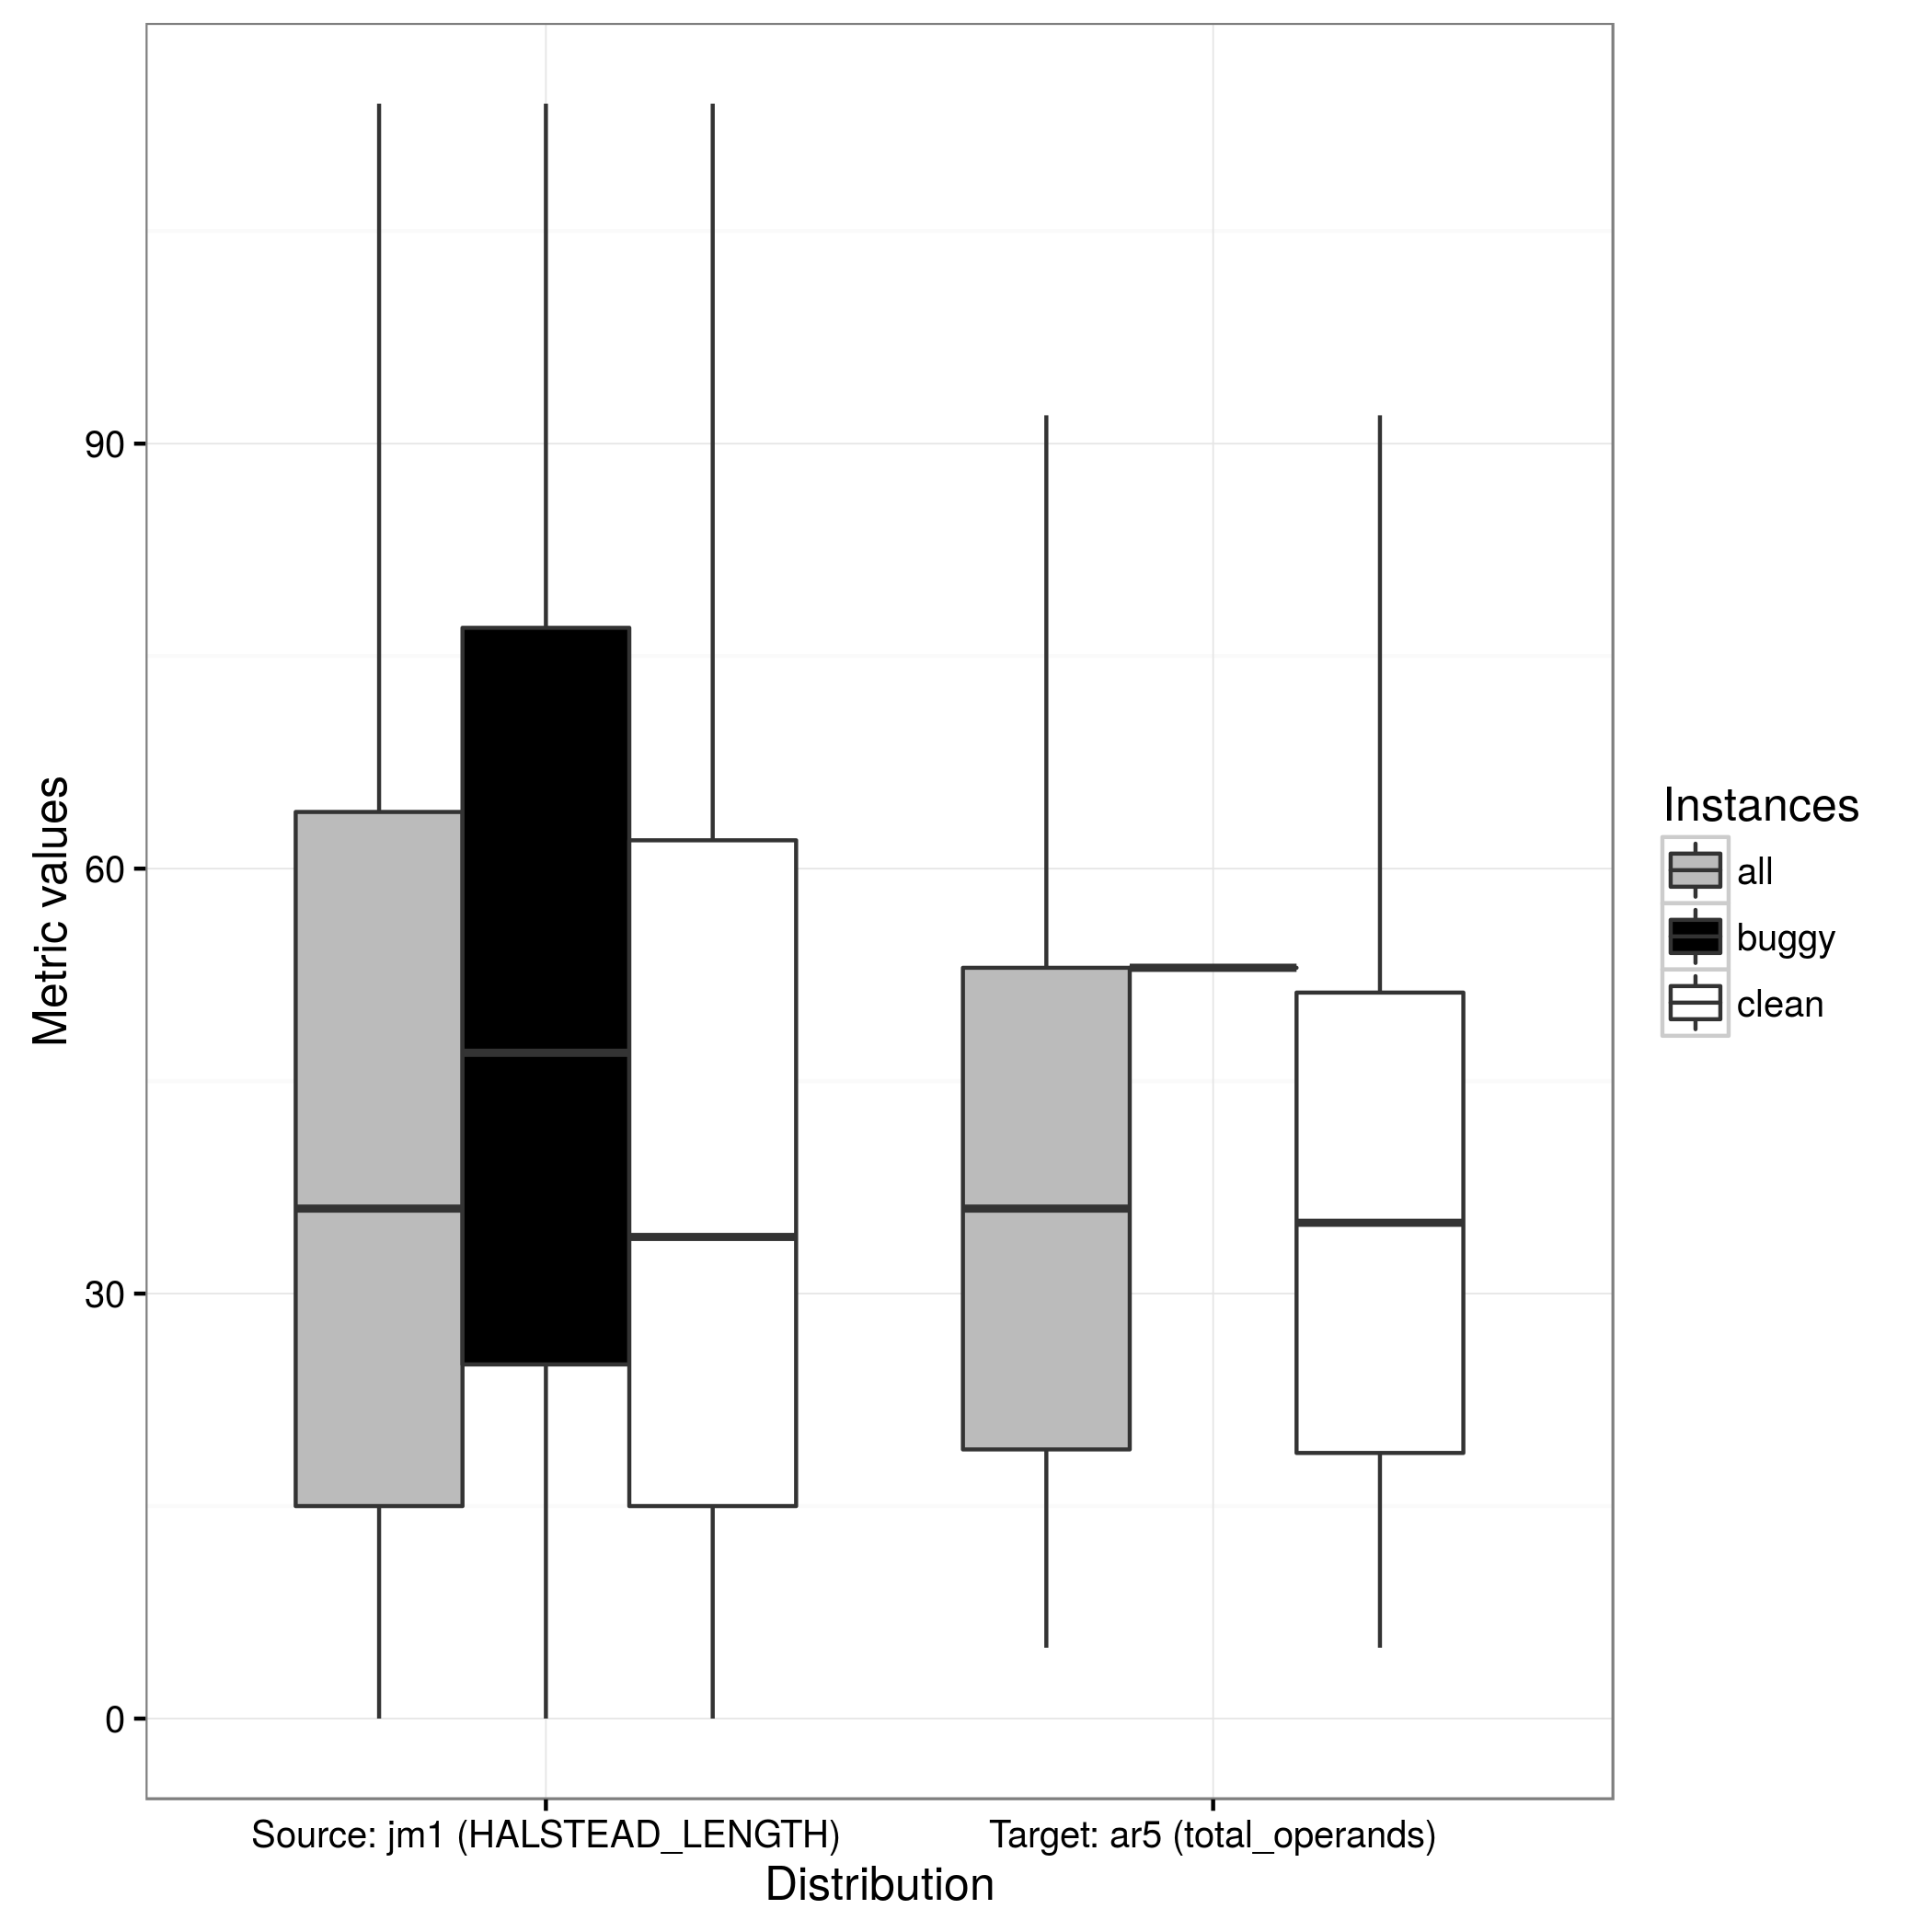 Metric values
90
60
30
0
Source: jm1 (HALSTEAD_LENGTH)
Target: ar5 (total_operands)
Distribution
Instances
all
buggy
clean